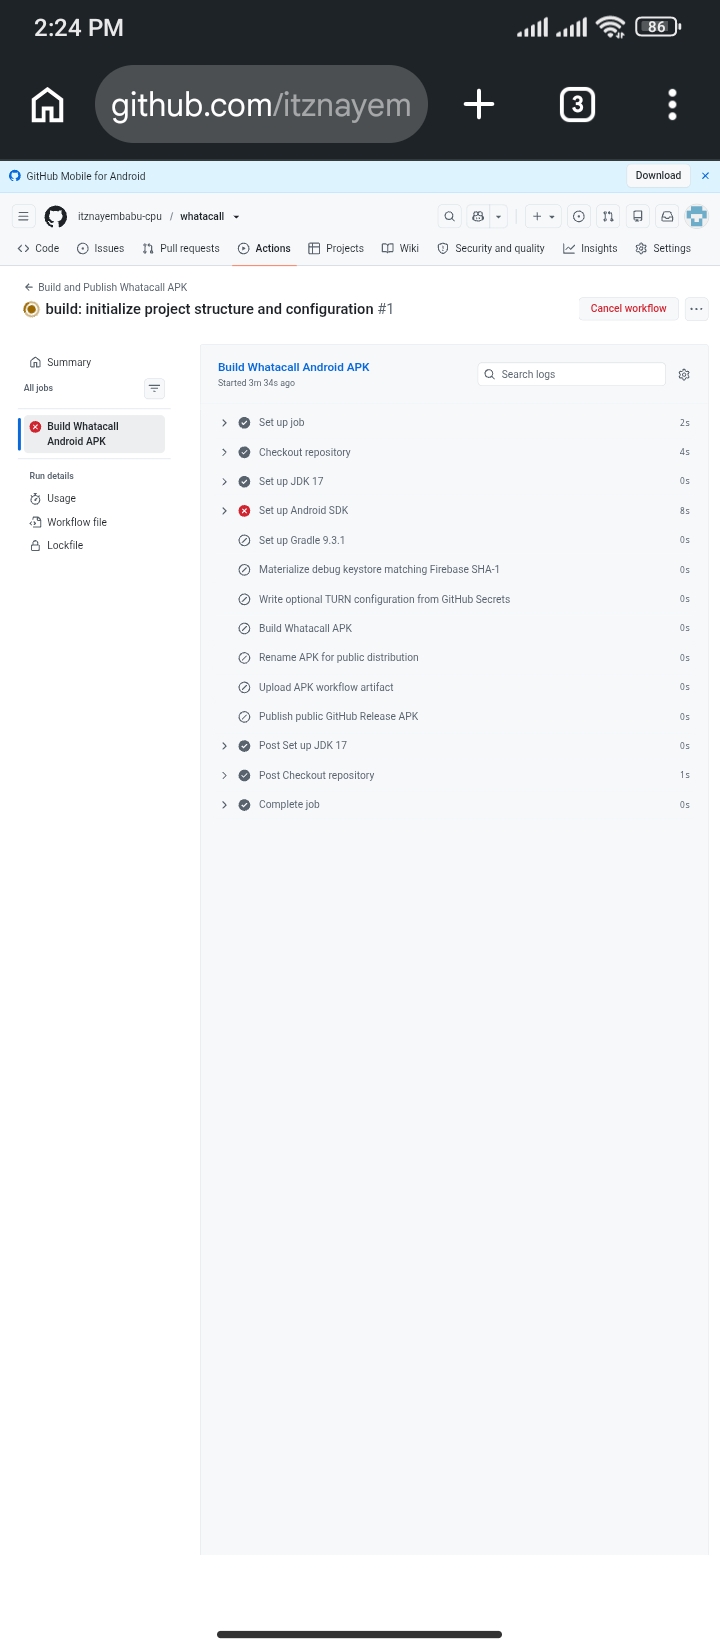 2:24 PM
86
github.com/itznayem
3
GitHub Mobile for Android
Download
itznayembabu-cpu / whatacall
Code
Issues
Pull requests
Actions
Projects
Wiki
Security and quality
Insights
Settings
Build and Publish Whatacall APK
build: initialize project structure and configuration #1
Cancel workflow
Summary
All jobs
Build Whatacall
Android APK
Run details
Usage
Workflow file
Lockfile
Build Whatacall Android APK
Started 3m 34s ago
Search logs
Set up job 2s
Checkout repository 4s
Set up JDK 17 0s
Set up Android SDK 8s
Set up Gradle 9.3.1 0s
Materialize debug keystore matching Firebase SHA-1 0s
Write optional TURN configuration from GitHub Secrets 0s
Build Whatacall APK 0s
Rename APK for public distribution 0s
Upload APK workflow artifact 0s
Publish public GitHub Release APK 0s
Post Set up JDK 17 0s
Post Checkout repository 1s
Complete job 0s